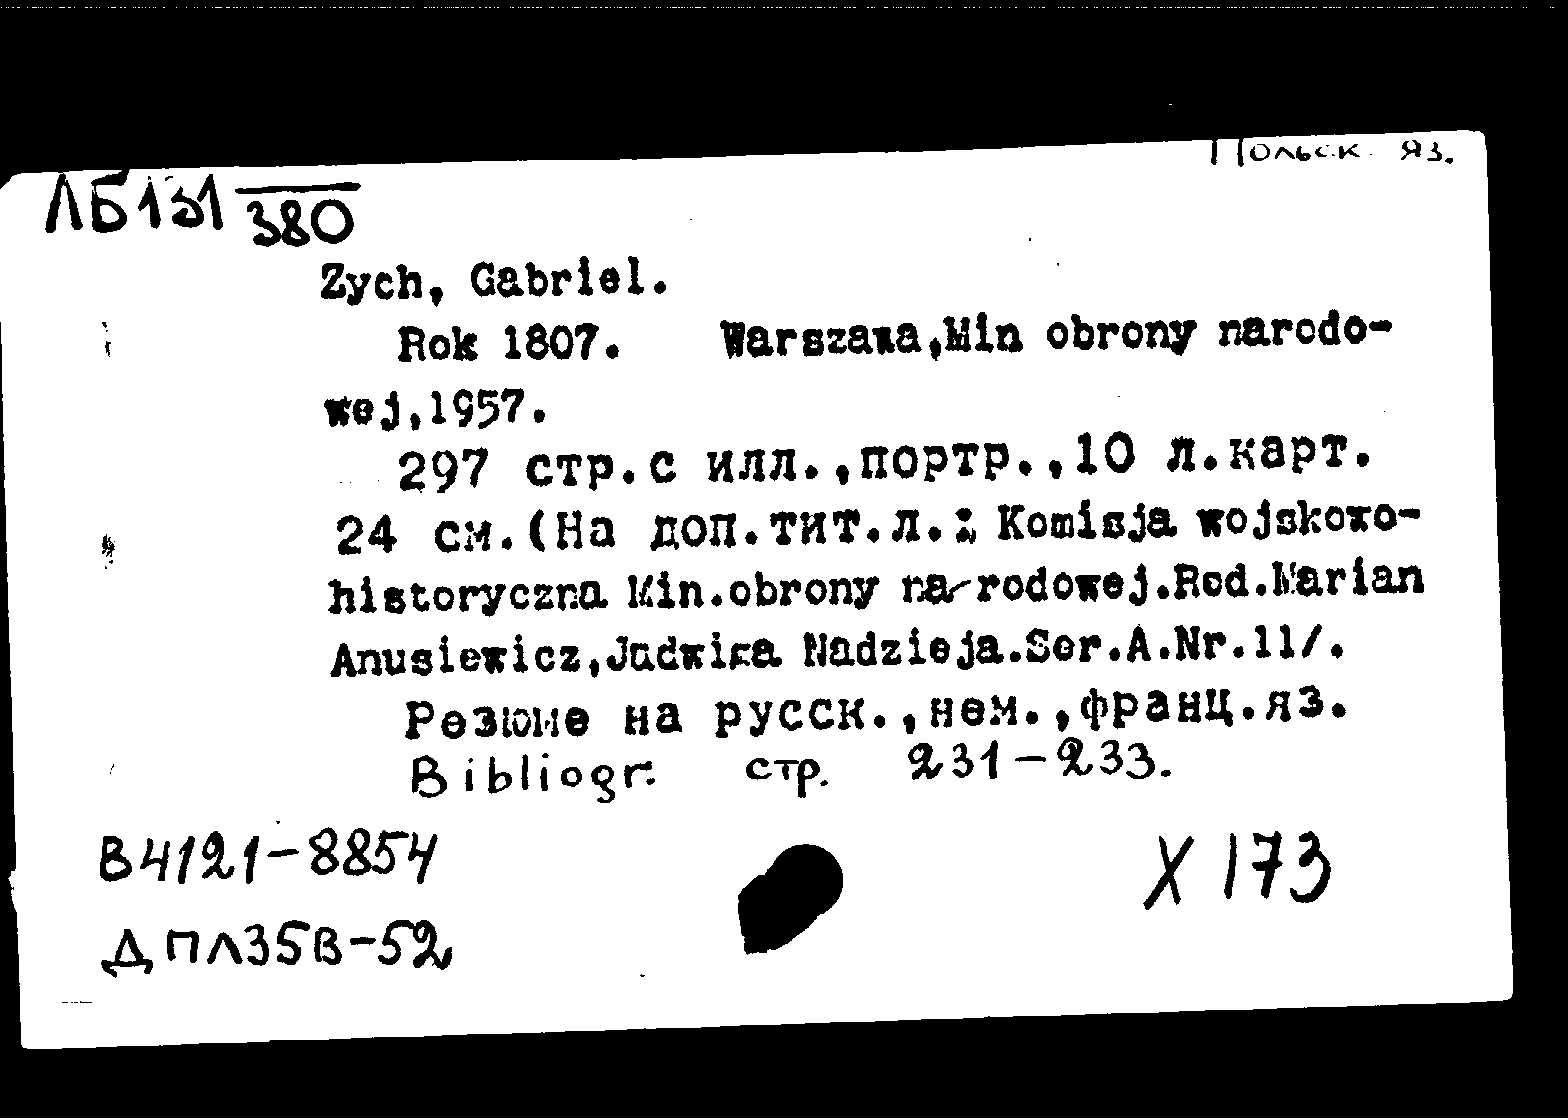 Польск яз.
ЛБ131 380
Zych, Gabriel.
Rok 1807. Warszawa,Min obrony narodo-
wej,1957.
297 стр.с илл.,портр.,10 л.карт.
24 см.(На доп.тит.л.: Komisja wojskowo-
historyczna Min.obrony narodowej.Red.Marian
Anusiewicz,Jadwiga Nadzieja.Ser.A.Nr.11/.
Резюме на русск.,нем.,франц.яз.
Bibliogr. стр. 231-233.
В4121-8854
X 173
ДПЛ35В-52